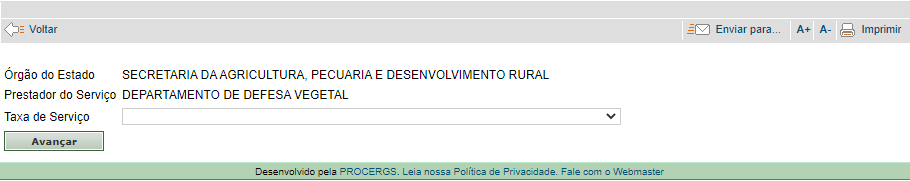 Voltar Enviar para... A+ A- Imprimir
Órgão do Estado SECRETARIA DA AGRICULTURA, PECUARIA E DESENVOLVIMENTO RURAL
Prestador do Serviço DEPARTAMENTO DE DEFESA VEGETAL
Taxa de Serviço
Avançar
Desenvolvido pela PROCERGS. Leia nossa Política de Privacidade. Fale com o Webmaster